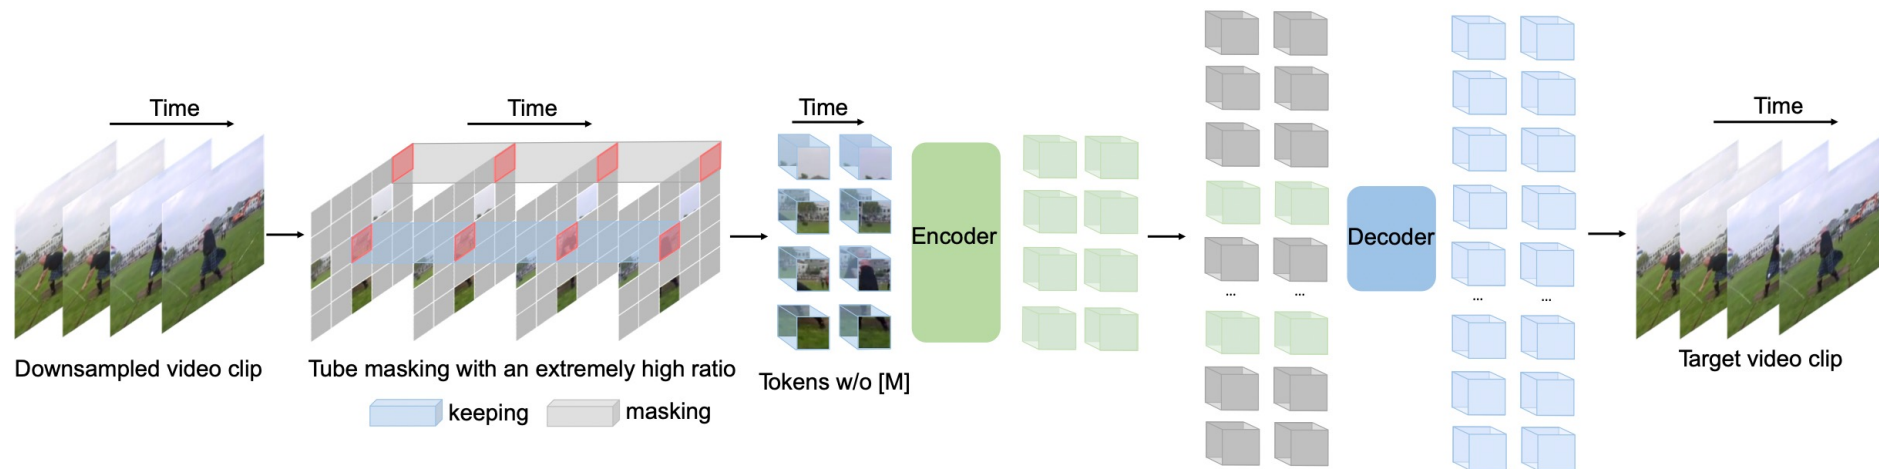 Time
Time
Time
Time
Encoder
Decoder
...
...
...
...
Downsampled video clip
Tube masking with an extremely high ratio
Tokens w/o [M]
Target video clip
keeping
masking